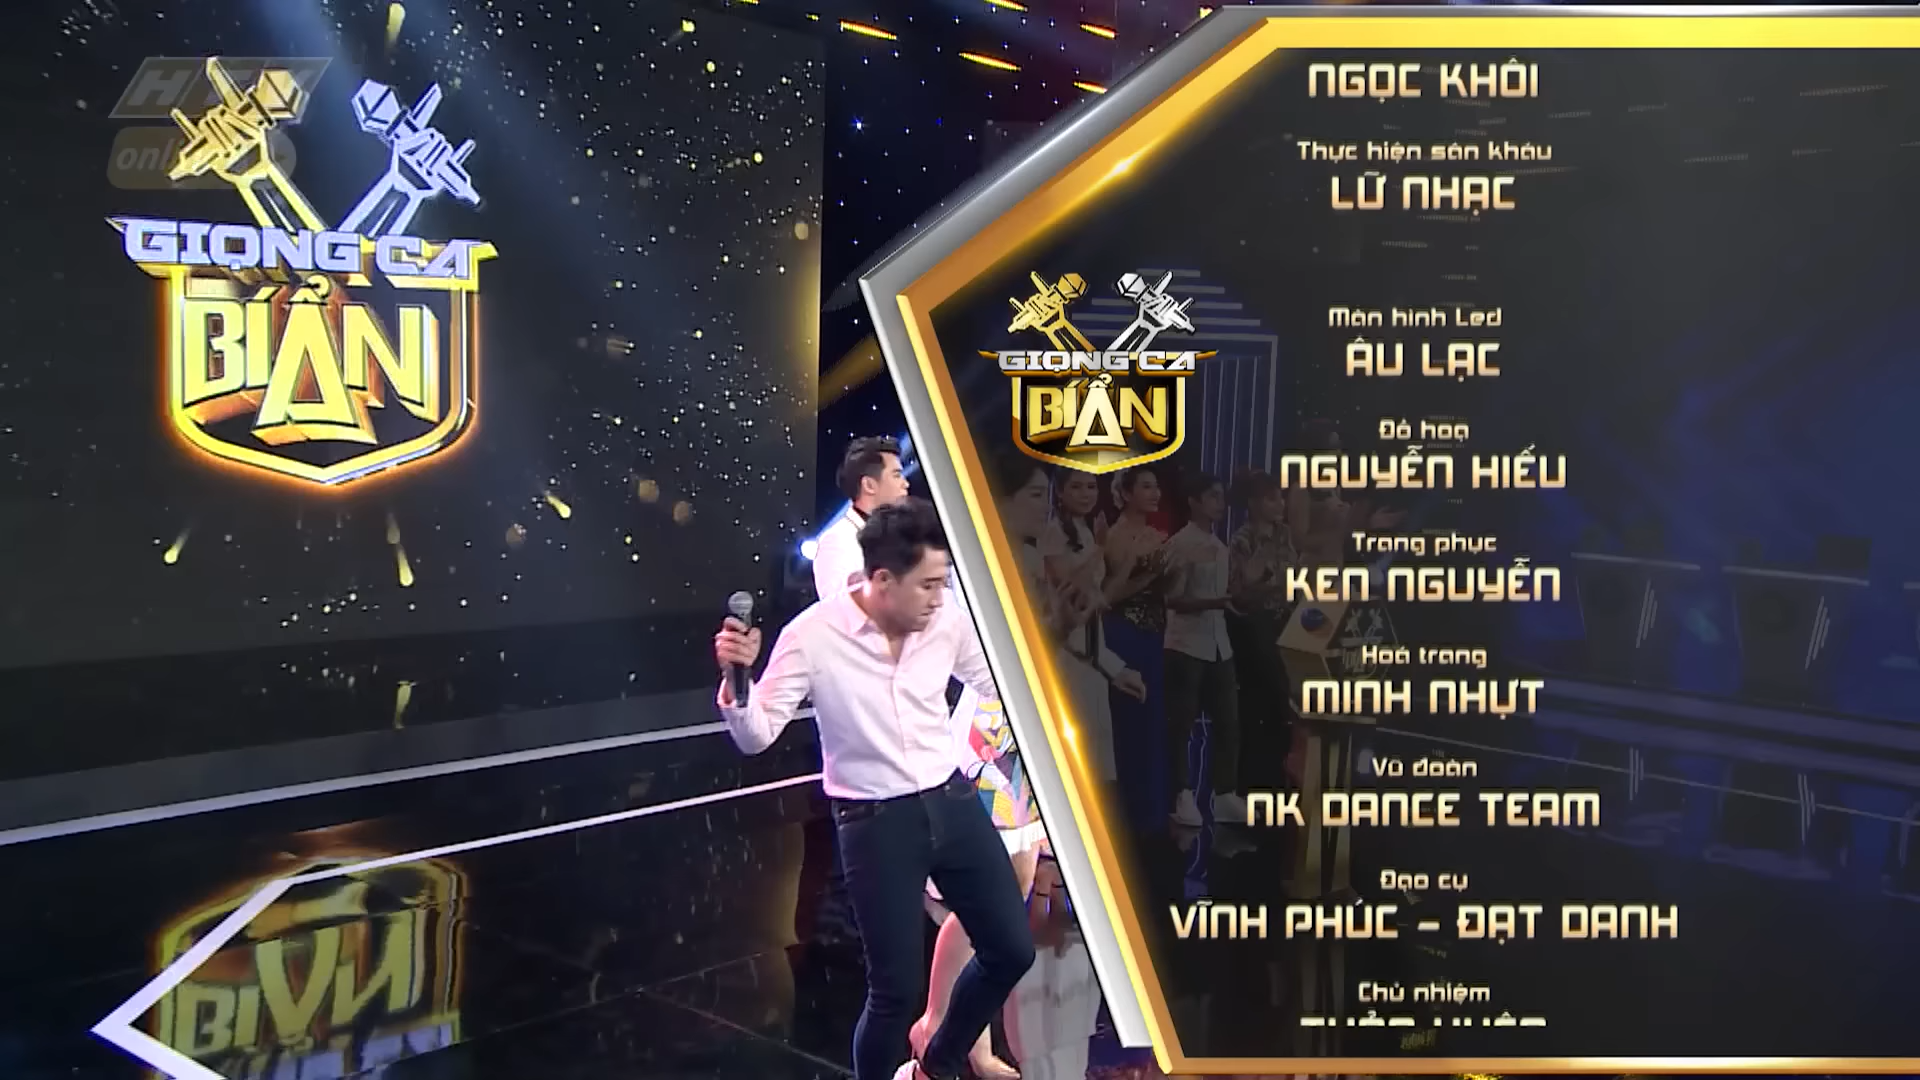 GIỌNG CA
BÍ ẨN
online
NGỌC KHÔI
Thực hiện sân khấu
LỮ NHẠC
Màn hình Led
ÂU LẠC
Đồ hoạ
NGUYỄN HIẾU
Trang phục
KEN NGUYỄN
Hoá trang
MINH NHỰT
Vũ đoàn
NK DANCE TEAM
Đạo cụ
VĨNH PHÚC - ĐẠT DANH
Chủ nhiệm
GIỌNG CA
BÍ ẨN